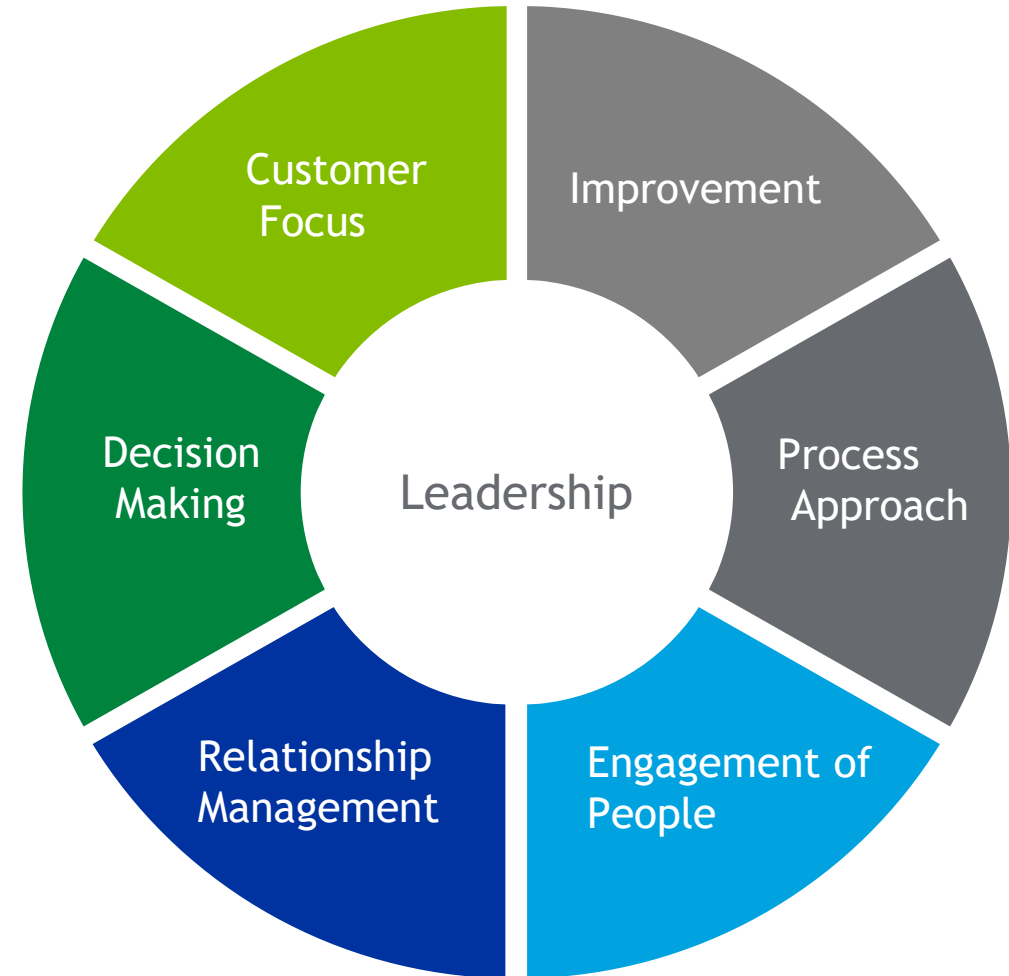 Customer
Focus
Improvement
Decision
Making
Leadership
Process
Approach
Relationship
Management
Engagement of
People